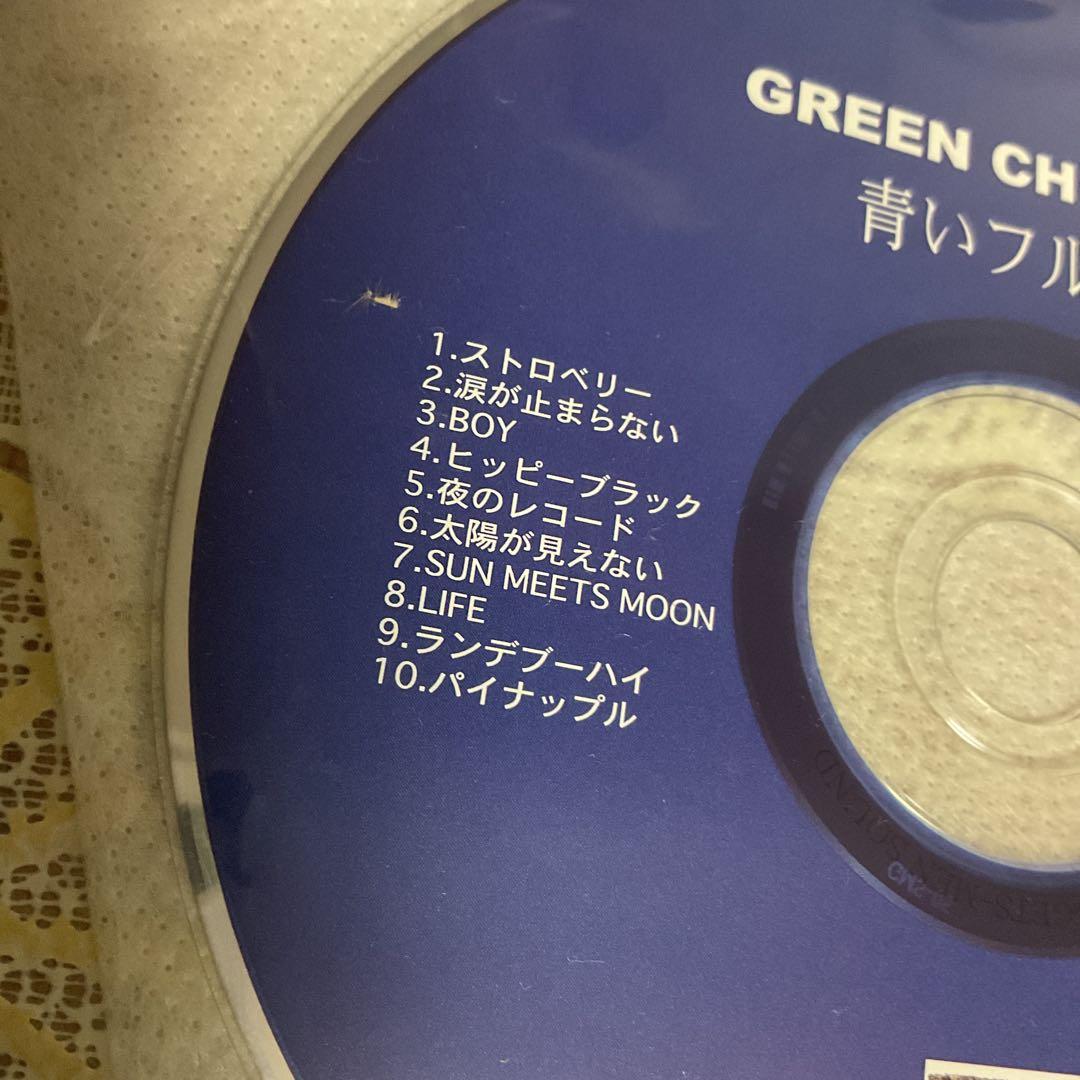 GREEN CH
青いフル
1.ストロベリー
2.涙が止まらない
3.BOY
4.ヒッピーブラック
5.夜のレコード
6.太陽が見えない
7.SUN MEETS MOON
8.LIFE
9.ランデブーハイ
10.パイナップル